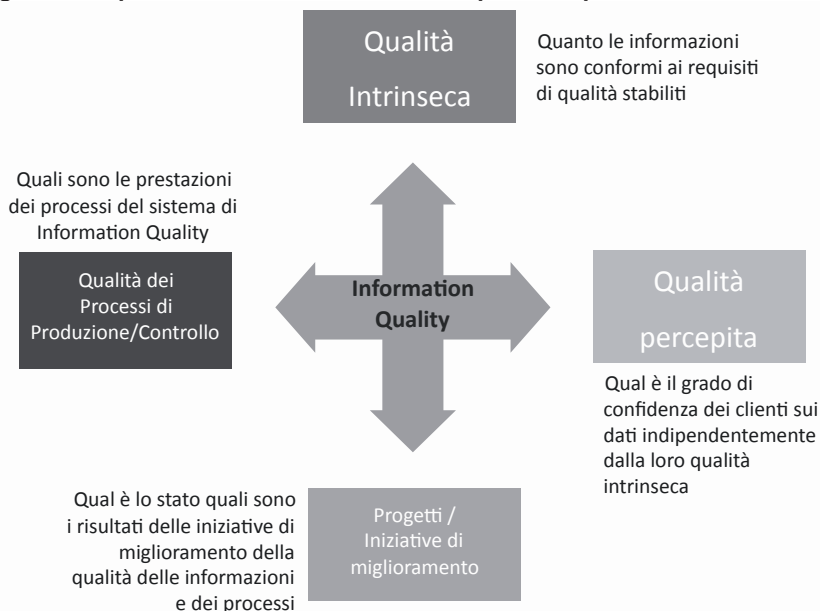 Qualità
Intrinseca
Quanto le informazioni
sono conformi ai requisiti
di qualità stabiliti
Quali sono le prestazioni
dei processi del sistema di
Information Quality
Qualità dei
Processi di
Produzione/Controllo
Information
Quality
Qualità
percepita
Qual è il grado di
confidenza dei clienti sui
dati indipendentemente
dalla loro qualità
intrinseca
Qual è lo stato quali sono
i risultati delle iniziative di
miglioramento della
qualità delle informazioni
e dei processi
Progetti /
Iniziative di
miglioramento